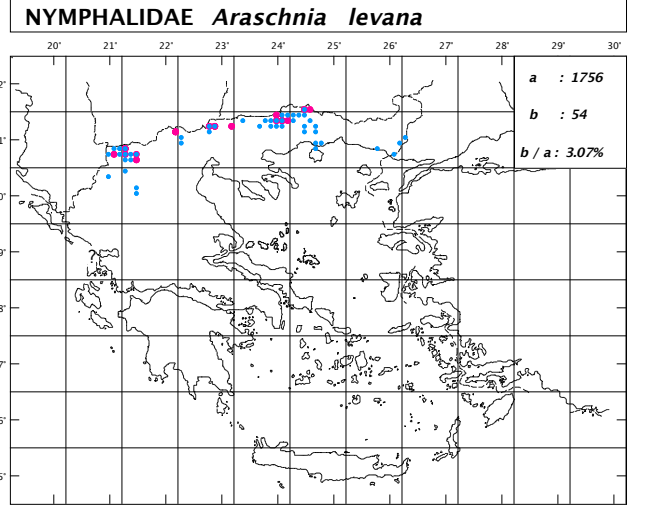 NYMPHALIDAE Araschnia levana
20° 21° 22° 23° 24° 25° 26° 27° 28° 29° 30°
a : 1756
b : 54
b / a : 3.07%